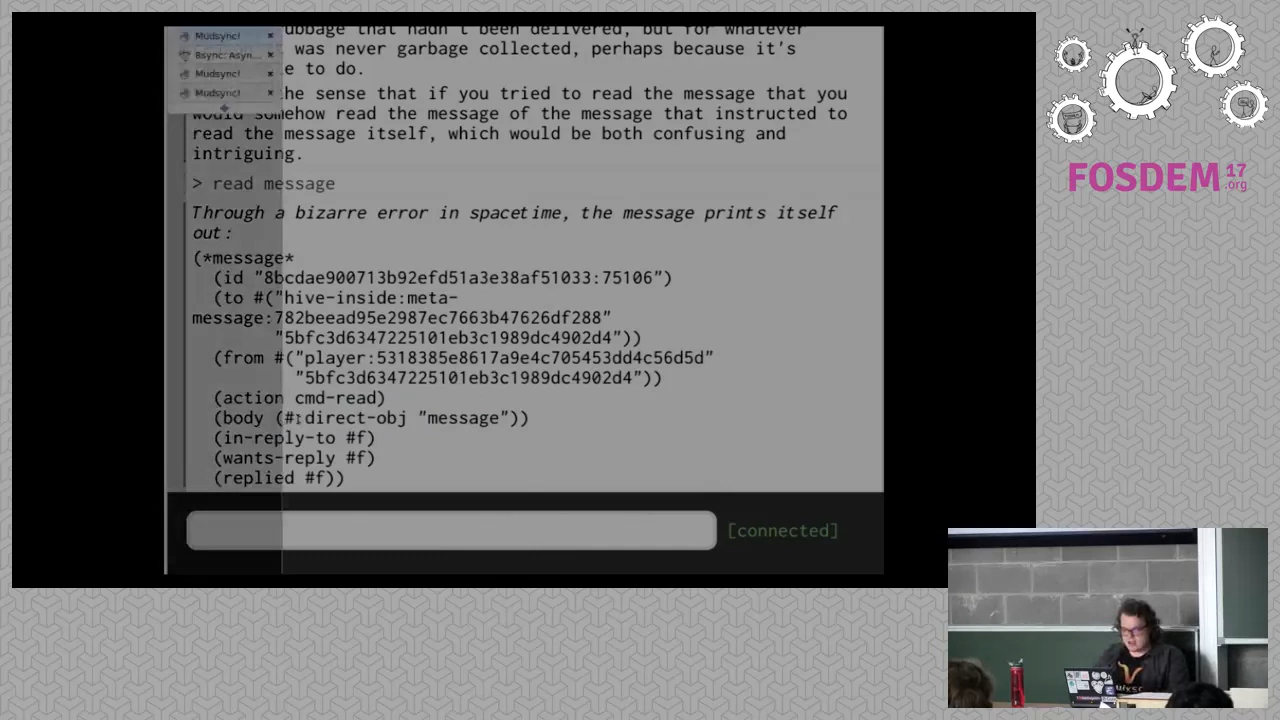 ubbage that hadn't been delivered, but for whatever
Mudsync!
was never garbage collected, perhaps because it's
8sync: Asyn...
e to do.
Mudsync!
he sense that if you tried to read the message that you
Mudsync!
would somehow read the message of the message that instructed to
read the message itself, which would be both confusing and
intriguing.
> read message
Through a bizarre error in spacetime, the message prints itself
out:
(*message*
(id "8bcdae900713b92efd51a3e38af51033:75106")
(to #("hive-inside:meta-
message:782beead95e2987ec7663b47626df288"
"5bfc3d6347225101eb3c1989dc4902d4"))
(from #("player:5318385e8617a9e4c705453dd4c56d5d"
"5bfc3d6347225101eb3c1989dc4902d4"))
(action cmd-read)
(body (#:direct-obj "message"))
(in-reply-to #f)
(wants-reply #f)
(replied #f))
[connected]
FOSDEM 17
.org